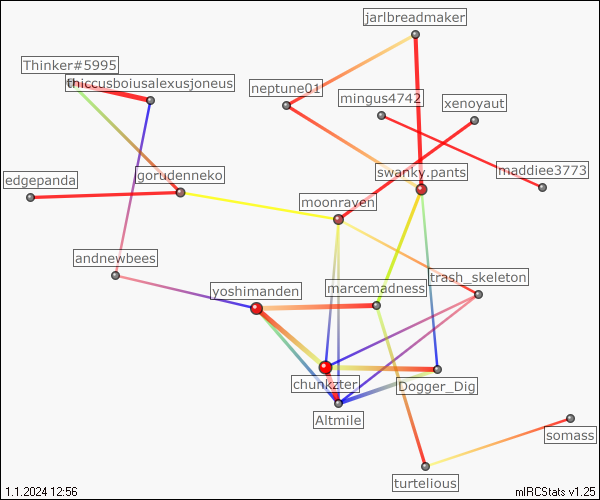 jarlbreadmaker
Thinker#5995
thiccusboiusalexusjoneus
neptune01
mingus4742
xenoyaut
swanky.pants
maddiee3773
edgepanda
gorudenneko
moonraven
andnewbees
trash_skeleton
yoshimanden
marcemadness
chunkzter
Dogger_Dig
Altmile
somass
turtelious
1.1.2024 12:56
mIRCStats v1.25